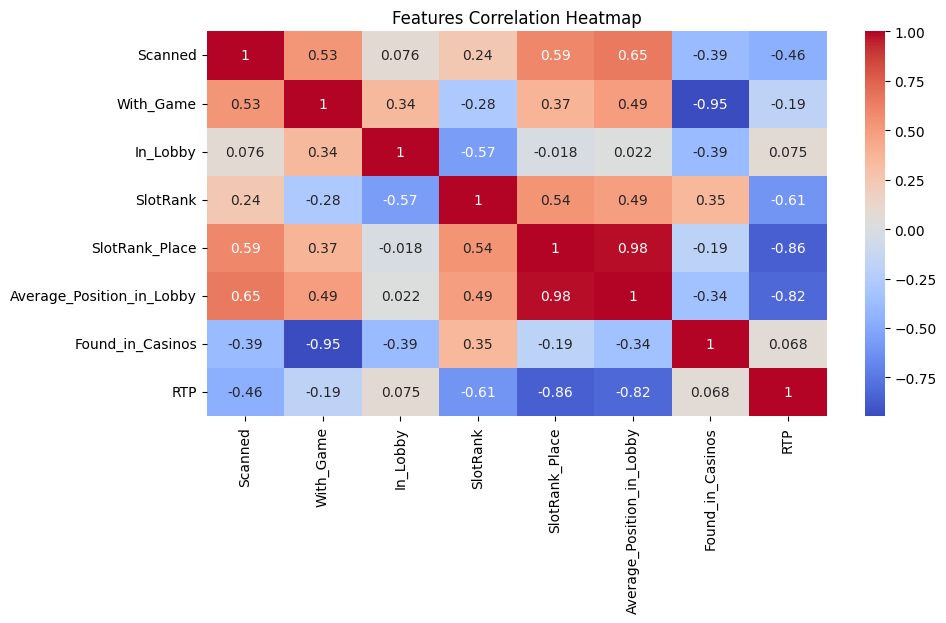 Features Correlation Heatmap
Scanned 1 0.53 0.076 0.24 0.59 0.65 -0.39 -0.46
With_Game 0.53 1 0.34 -0.28 0.37 0.49 -0.95 -0.19
In_Lobby 0.076 0.34 1 -0.57 -0.018 0.022 -0.39 0.075
SlotRank 0.24 -0.28 -0.57 1 0.54 0.49 0.35 -0.61
SlotRank_Place 0.59 0.37 -0.018 0.54 1 0.98 -0.19 -0.86
Average_Position_in_Lobby 0.65 0.49 0.022 0.49 0.98 1 -0.34 -0.82
Found_in_Casinos -0.39 -0.95 -0.39 0.35 -0.19 -0.34 1 0.068
RTP -0.46 -0.19 0.075 -0.61 -0.86 -0.82 0.068 1
Scanned
With_Game
In_Lobby
SlotRank
SlotRank_Place
Average_Position_in_Lobby
Found_in_Casinos
RTP
1.00
0.75
0.50
0.25
0.00
−0.25
−0.50
−0.75